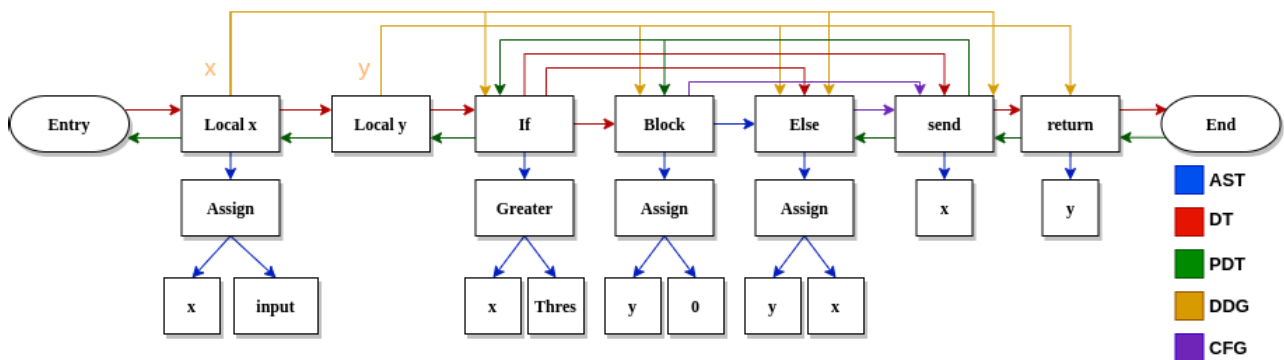 x y
Entry Local x Local y If Block Else send return End
AST
Assign Greater Assign Assign x y
DT
PDT
x input x Thres y 0 y x
DDG
CFG